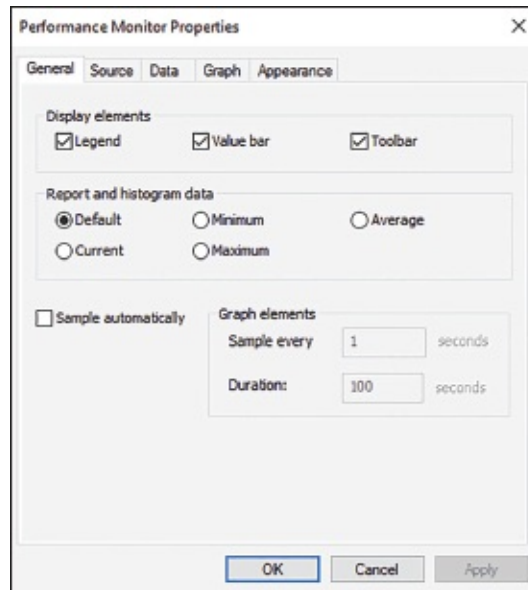 Performance Monitor Properties
General Source Data Graph Appearance
Display elements
Legend Value bar Toolbar
Report and histogram data
Default Minimum Average
Current Maximum
Sample automatically
Graph elements
Sample every 1 seconds
Duration: 100 seconds
OK Cancel Apply